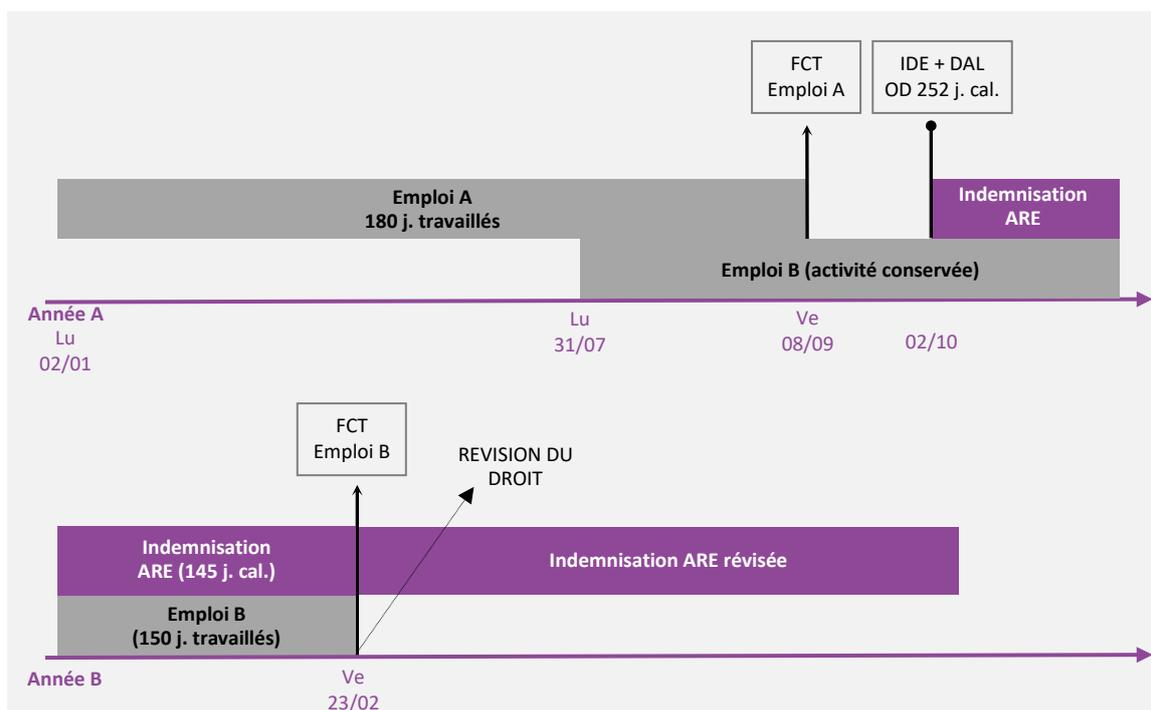 FCT
Emploi A
IDE + DAL
OD 252 j. cal.
Emploi A
180 j. travaillés
Indemnisation
ARE
Emploi B (activité conservée)
Année A
Lu
02/01
Lu
31/07
Ve
08/09
02/10
FCT
Emploi B
REVISION DU
DROIT
Indemnisation
ARE (145 j. cal.)
Indemnisation ARE révisée
Emploi B
(150 j. travaillés)
Année B
Ve
23/02